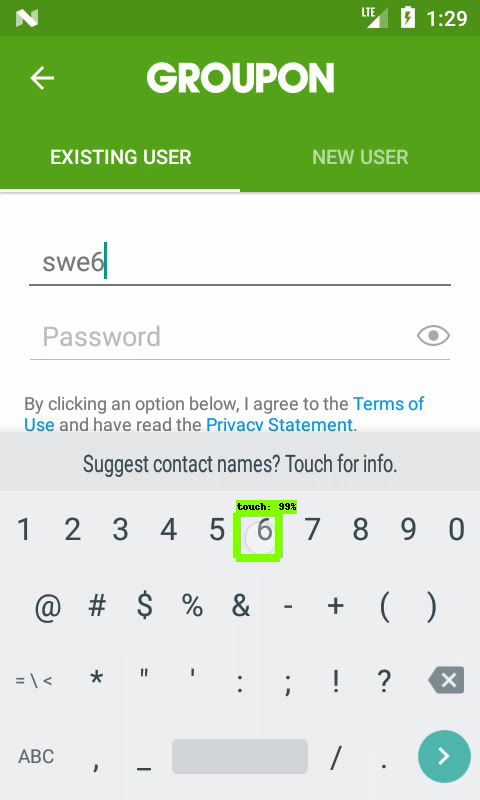 LTE 1:29
GROUPON
EXISTING USER NEW USER
swe6
Password
By clicking an option below, I agree to the Terms of
Use and have read the Privacy Statement.
Suggest contact names? Touch for info.
touch: 99%
1 2 3 4 5 6 7 8 9 0
@ # $ % & - + ( )
= \ < * " ' : ; ! ?
ABC , _ / .